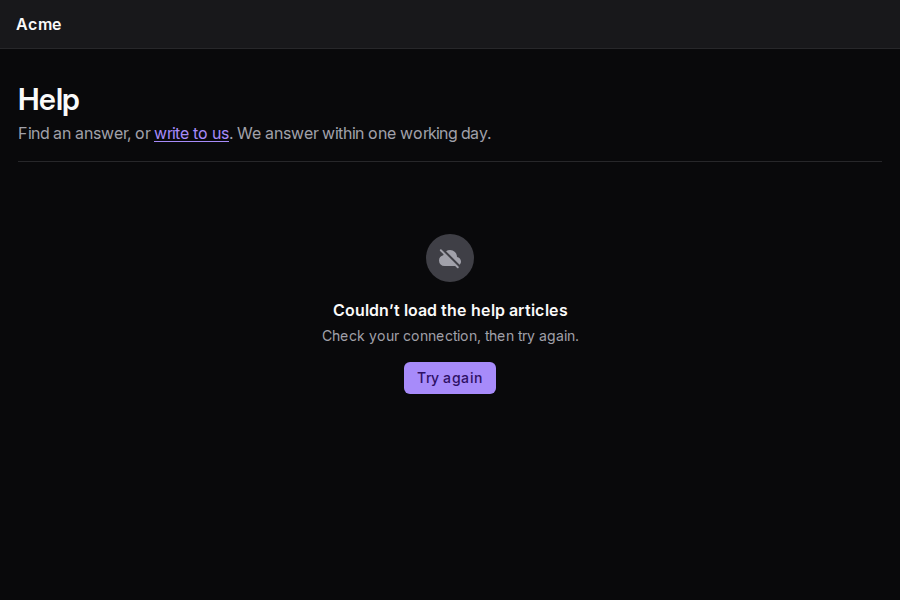 Acme
Help
Find an answer, or write to us. We answer within one working day.
Couldn’t load the help articles
Check your connection, then try again.
Try again